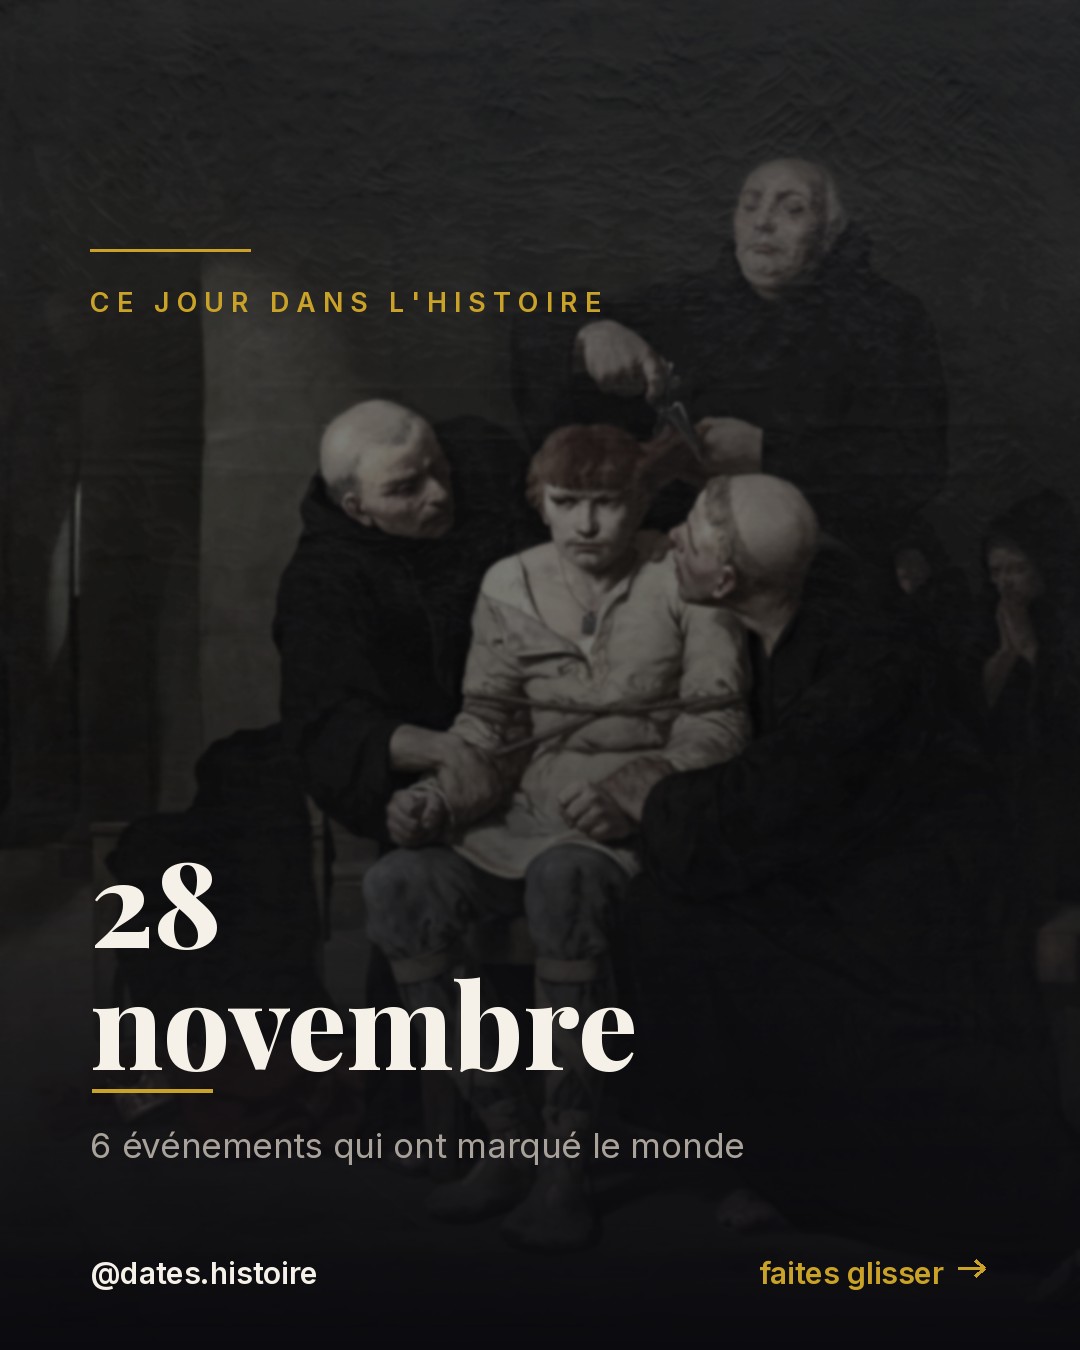 CE JOUR DANS L'HISTOIRE
28
novembre
6 événements qui ont marqué le monde
@dates.histoire
faites glisser →